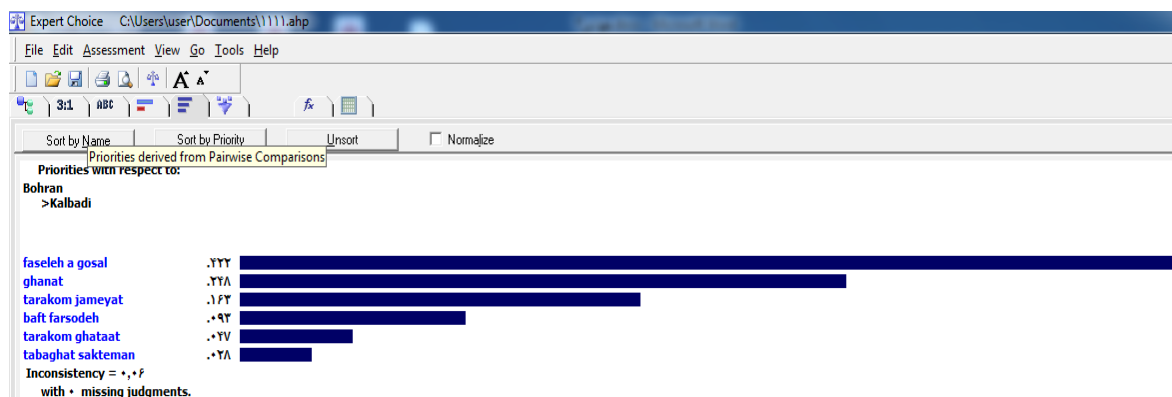 Expert Choice C:\Users\user\Documents\1111.ahp
File Edit Assessment View Go Tools Help
A A
3:1 ABC fx
Sort by Name Sort by Priority Unsort Normalize
Priorities derived from Pairwise Comparisons
Priorities with respect to:
Bohran
>Kalbadi
faseleh a gosal .۴۲۲
ghanat .۲۴۸
tarakom jameyat .۱۶۳
baft farsodeh .۰۹۳
tarakom ghataat .۰۴۷
tabaghat sakteman .۰۲۸
Inconsistency = ۰,۰۶
with ۰ missing judgments.